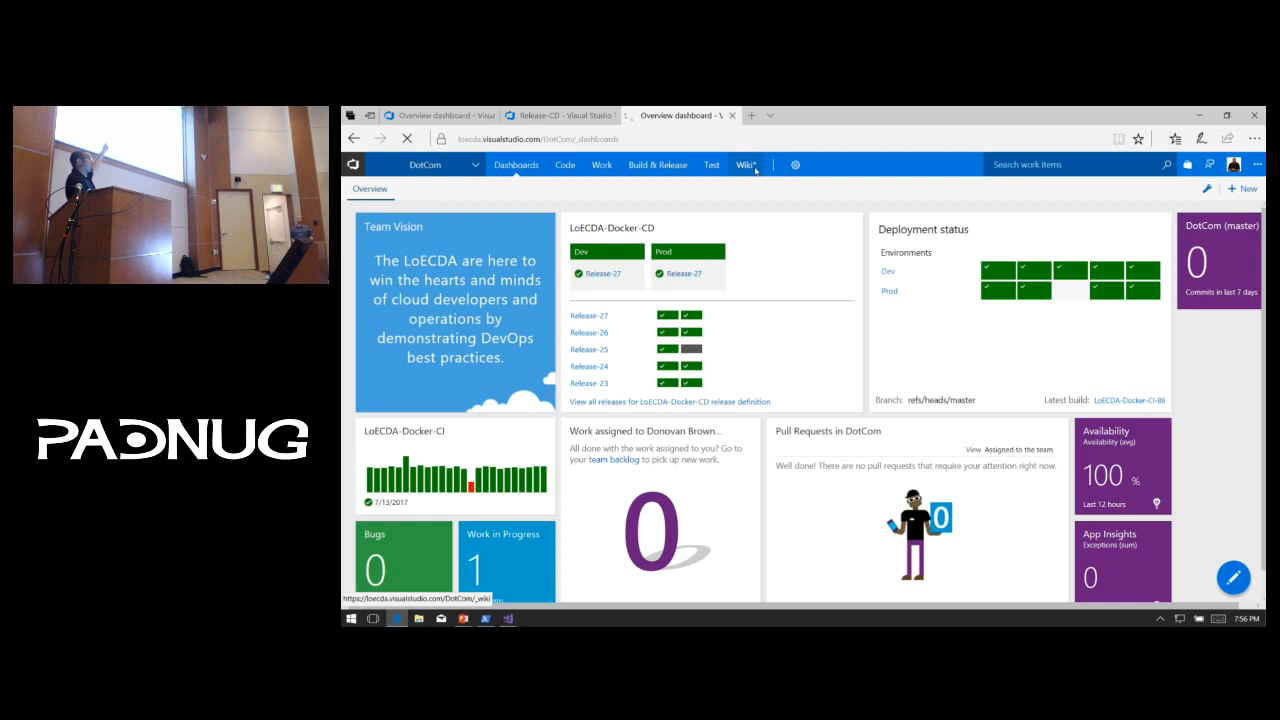 PADNUG
Overview dashboard - Visu
Release-CD - Visual Studio T
Overview dashboard - V
loecda.visualstudio.com/DotCom/_dashboards
DotCom
Dashboards
Code
Work
Build & Release
Test
Wiki*
Search work items
Overview
+ New
Team Vision
The LoECDA are here to
win the hearts and minds
of cloud developers and
operations by
demonstrating DevOps
best practices.
LoECDA-Docker-CD
Dev
Prod
Release-27
Release-27
Release-27
Release-26
Release-25
Release-24
Release-23
View all releases for LoECDA-Docker-CD release definition
Deployment status
Environments
Dev
Prod
Branch: refs/heads/master
Latest build: LoECDA-Docker-CI-86
DotCom (master)
0
Commits in last 7 days
LoECDA-Docker-CI
7/13/2017
Work assigned to Donovan Brown...
All done with the work assigned to you? Go to
your team backlog to pick up new work.
0
Pull Requests in DotCom
View Assigned to the team
Well done! There are no pull requests that require your attention right now.
0
Availability
Availability (avg)
100 %
Last 12 hours
Bugs
0
Work in Progress
1
App Insights
Exceptions (sum)
0
https://loecda.visualstudio.com/DotCom/_wiki
7:56 PM